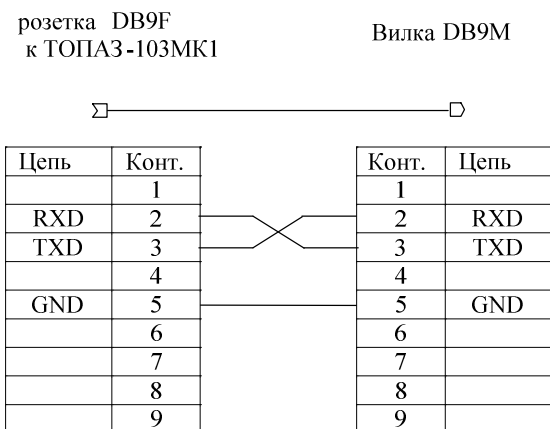 розетка DB9F
к ТОПАЗ-103МК1
Вилка DB9M
Цепь Конт. Конт. Цепь
1 1
RXD 2 2 RXD
TXD 3 3 TXD
4 4
GND 5 5 GND
6 6
7 7
8 8
9 9